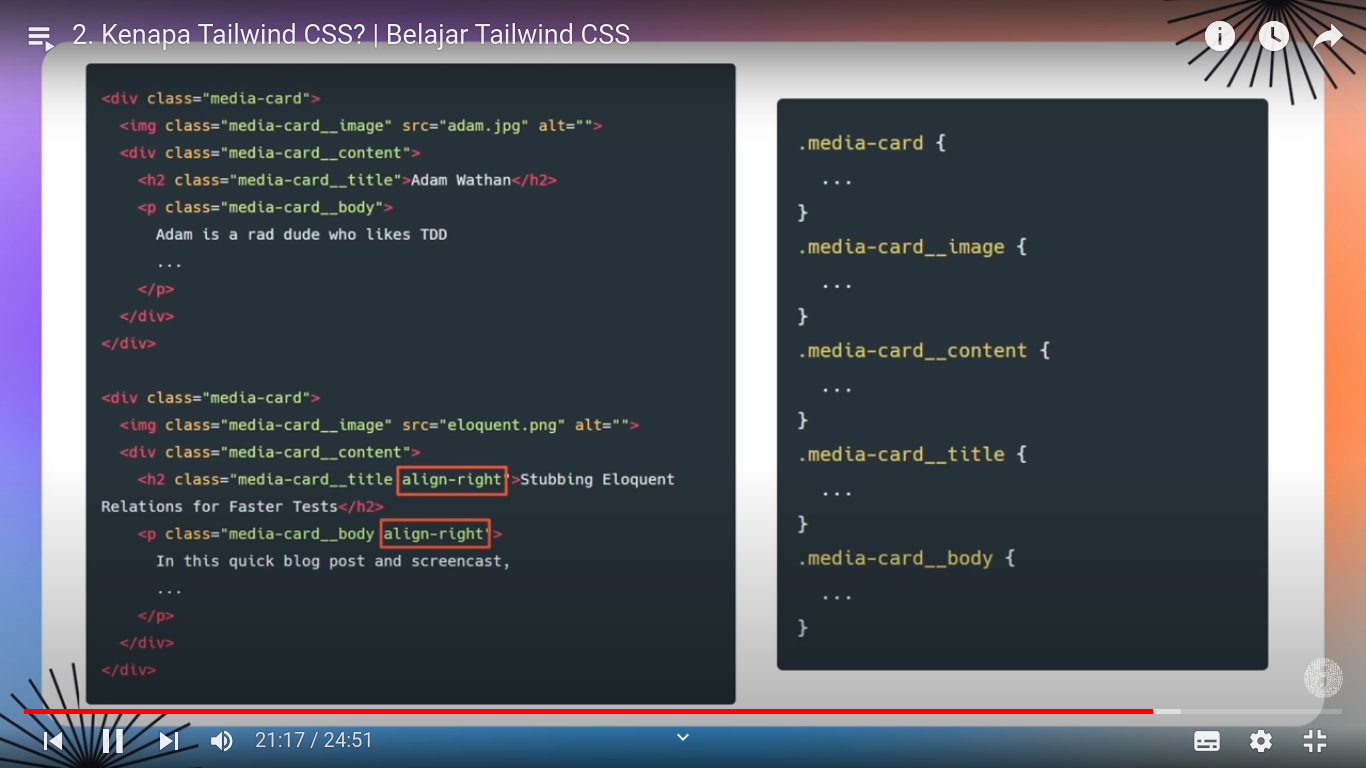 2. Kenapa Tailwind CSS? | Belajar Tailwind CSS
<div class="media-card">
<img class="media-card__image" src="adam.jpg" alt="">
<div class="media-card__content">
<h2 class="media-card__title">Adam Wathan</h2>
<p class="media-card__body">
Adam is a rad dude who likes TDD
...
</p>
</div>
</div>
<div class="media-card">
<img class="media-card__image" src="eloquent.png" alt="">
<div class="media-card__content">
<h2 class="media-card__title align-right">Stubbing Eloquent
Relations for Faster Tests</h2>
<p class="media-card__body align-right">
In this quick blog post and screencast,
...
</p>
</div>
</div>
.media-card {
...
}
.media-card__image {
...
}
.media-card__content {
...
}
.media-card__title {
...
}
.media-card__body {
...
}
21:17 / 24:51